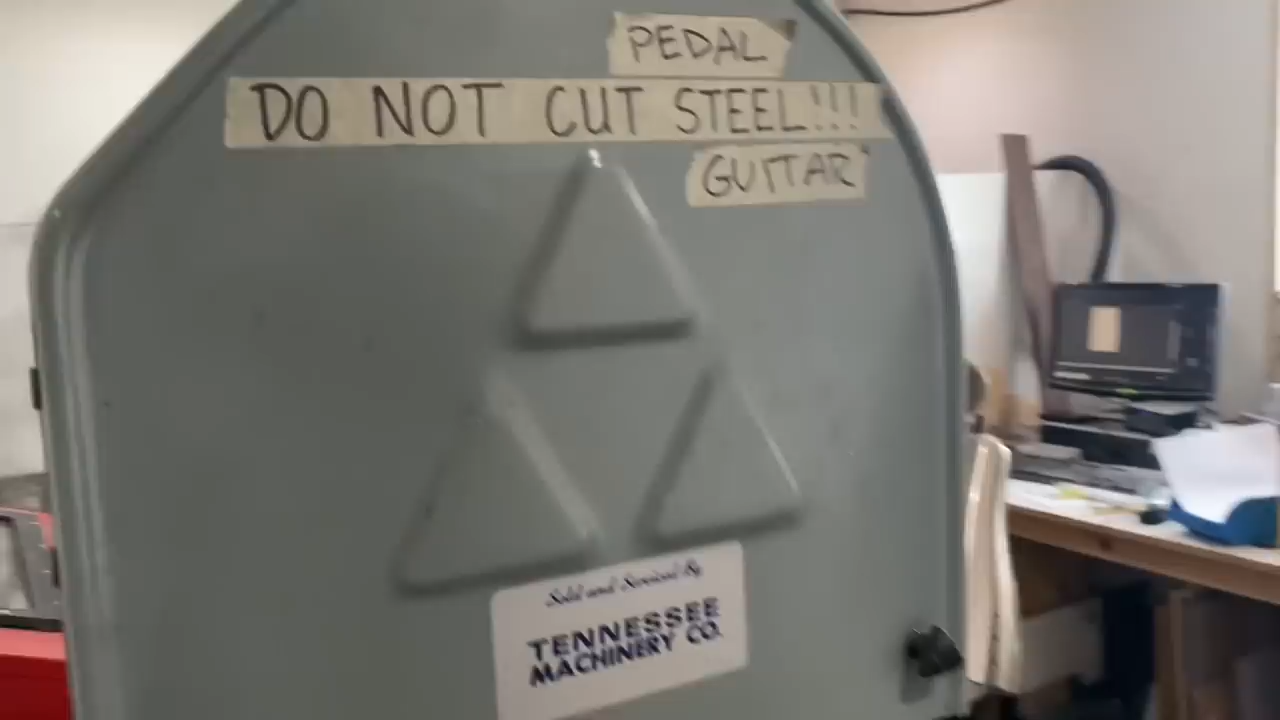 PEDAL
DO NOT CUT STEEL!!!
GUITAR
Sold and Serviced By
TENNESSEE
MACHINERY CO.